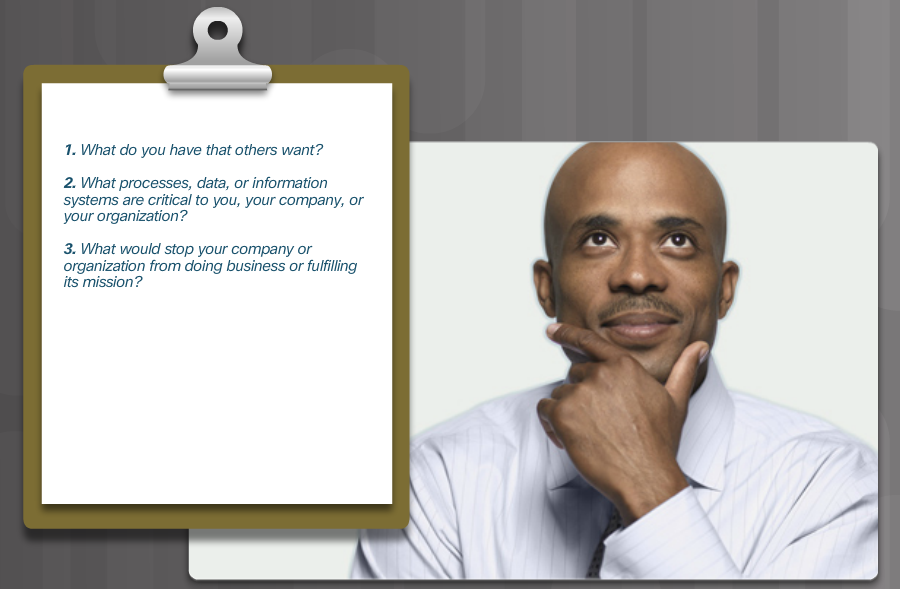 1. What do you have that others want?
2. What processes, data, or information
systems are critical to you, your company, or
your organization?
3. What would stop your company or
organization from doing business or fulfilling
its mission?